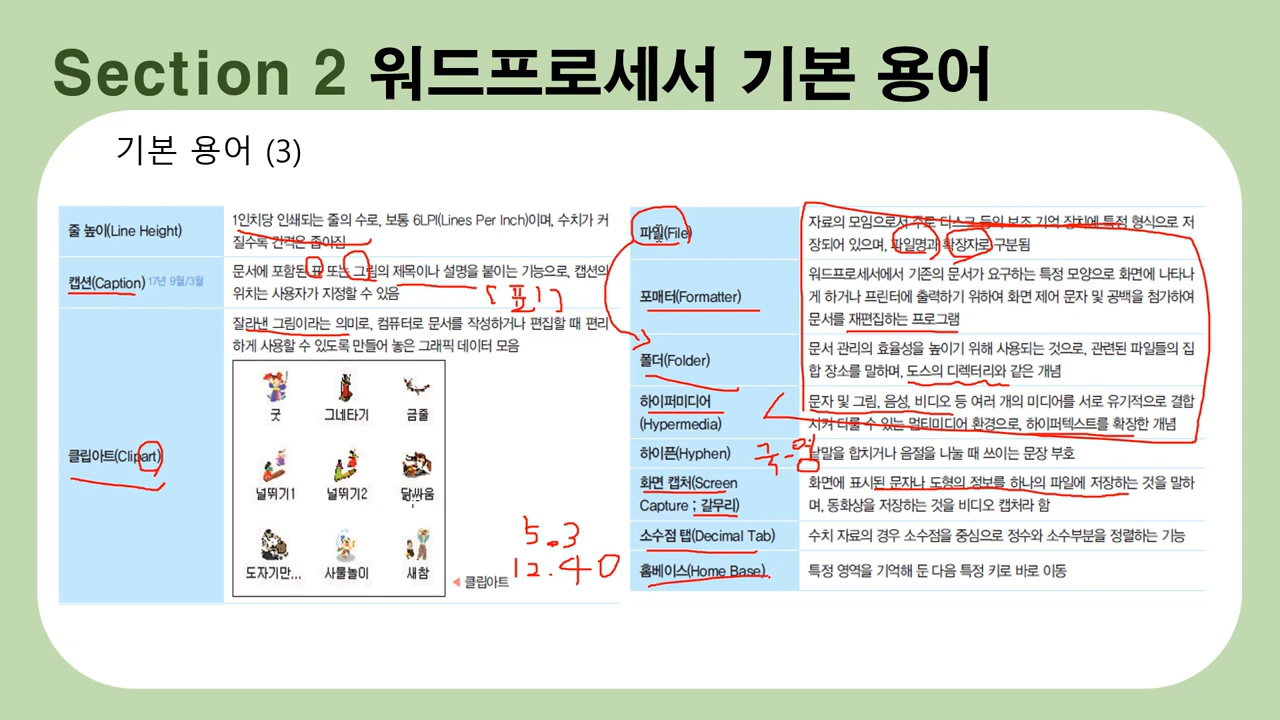 Section 2 워드프로세서 기본 용어
기본 용어 (3)
줄 높이(Line Height)
1인치당 인쇄되는 줄의 수로, 보통 6LPI(Lines Per Inch)이며, 수치가 커
질수록 간격은 좁아짐
캡션(Caption) 17년 9월/3월
문서에 포함된 표 또는 그림의 제목이나 설명을 붙이는 기능으로, 캡션의
위치는 사용자가 지정할 수 있음
[표1]
클립아트(Clipart)
잘라낸 그림이라는 의미로, 컴퓨터로 문서를 작성하거나 편집할 때 편리
하게 사용할 수 있도록 만들어 놓은 그래픽 데이터 모음
굿 그네타기 금줄
널뛰기1 널뛰기2 닭싸움
도자기만... 사물놀이 새참
◀ 클립아트
5.3
12.40
파일(File)
자료의 모임으로서 주로 디스크 등의 보조 기억 장치에 특정 형식으로 저
장되어 있으며, 파일명과 확장자로 구분됨
포매터(Formatter)
워드프로세서에서 기존의 문서가 요구하는 특정 모양으로 화면에 나타나
게 하거나 프린터에 출력하기 위하여 화면 제어 문자 및 공백을 첨가하여
문서를 재편집하는 프로그램
폴더(Folder)
문서 관리의 효율성을 높이기 위해 사용되는 것으로, 관련된 파일들의 집
합 장소를 말하며, 도스의 디렉터리와 같은 개념
하이퍼미디어
(Hypermedia)
문자 및 그림, 음성, 비디오 등 여러 개의 미디어를 서로 유기적으로 결합
시켜 다룰 수 있는 멀티미디어 환경으로, 하이퍼텍스트를 확장한 개념
하이픈(Hyphen)
국-영
낱말을 합치거나 음절을 나눌 때 쓰이는 문장 부호
화면 캡처(Screen
Capture ; 갈무리)
화면에 표시된 문자나 도형의 정보를 하나의 파일에 저장하는 것을 말하
며, 동화상을 저장하는 것을 비디오 캡처라 함
소수점 탭(Decimal Tab)
수치 자료의 경우 소수점을 중심으로 정수와 소수부분을 정렬하는 기능
홈베이스(Home Base)
특정 영역을 기억해 둔 다음 특정 키로 바로 이동